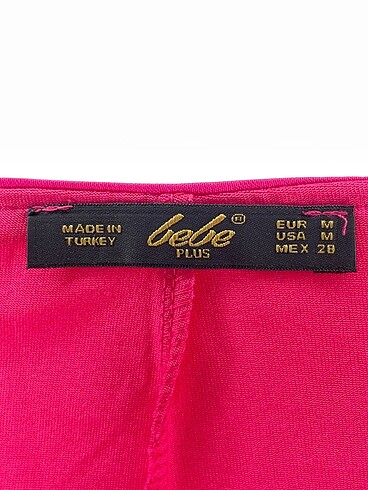 MADE IN
TURKEY
bebe ®
PLUS
EUR M
USA M
MEX 28